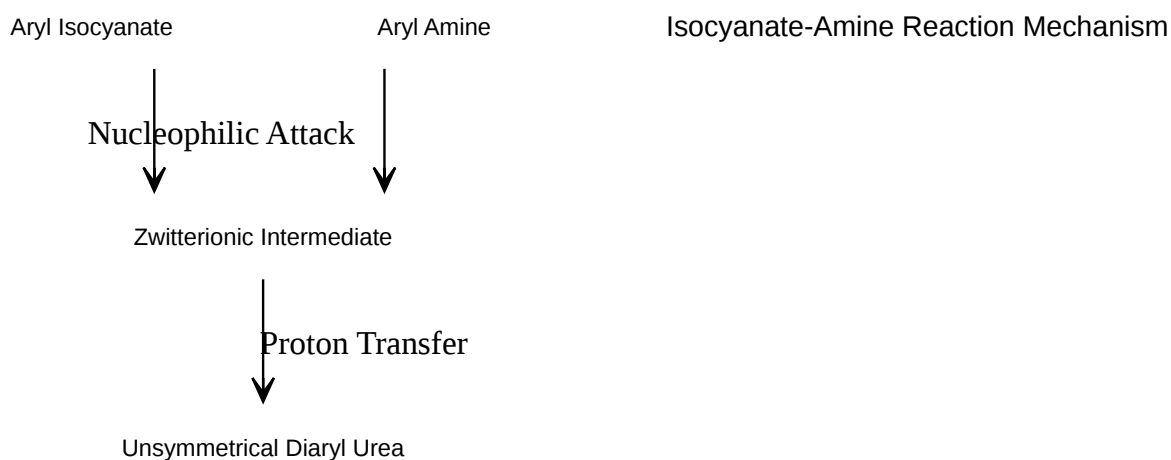 Aryl Isocyanate
Aryl Amine
Isocyanate-Amine Reaction Mechanism
Nucleophilic Attack
Zwitterionic Intermediate
Proton Transfer
Unsymmetrical Diaryl Urea